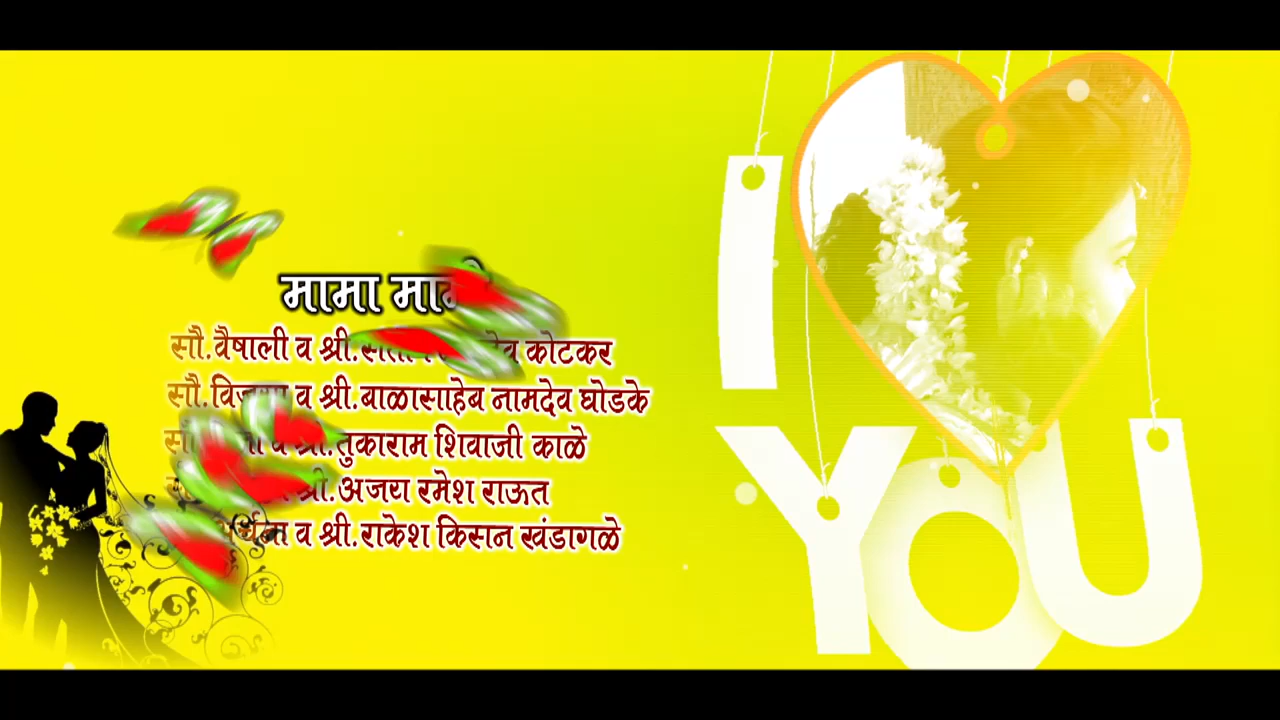 मामा
सौ.वैषाली व श्री. कोटकर
व श्री.बाळासाहेब नामदेव घोडके
व श्री.तुकाराम शिवाजी काळे
श्री.अजय रमेश राऊत
व श्री.राकेश किसन खंडागळे
I
YOU